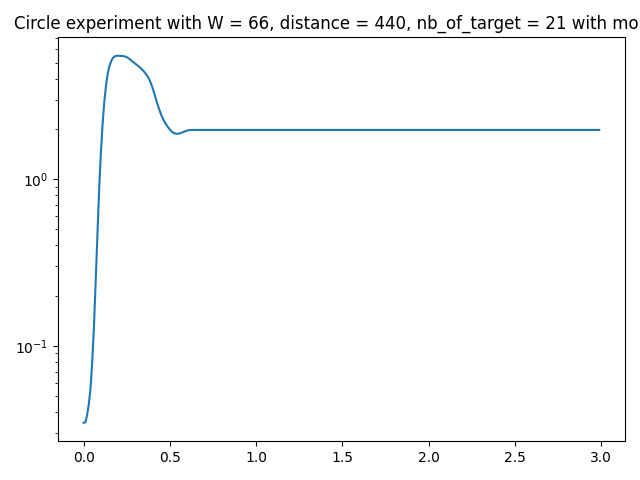 Circle experiment with W = 66, distance = 440, nb_of_target = 21 with mo
10⁰
10⁻¹
0.0 0.5 1.0 1.5 2.0 2.5 3.0